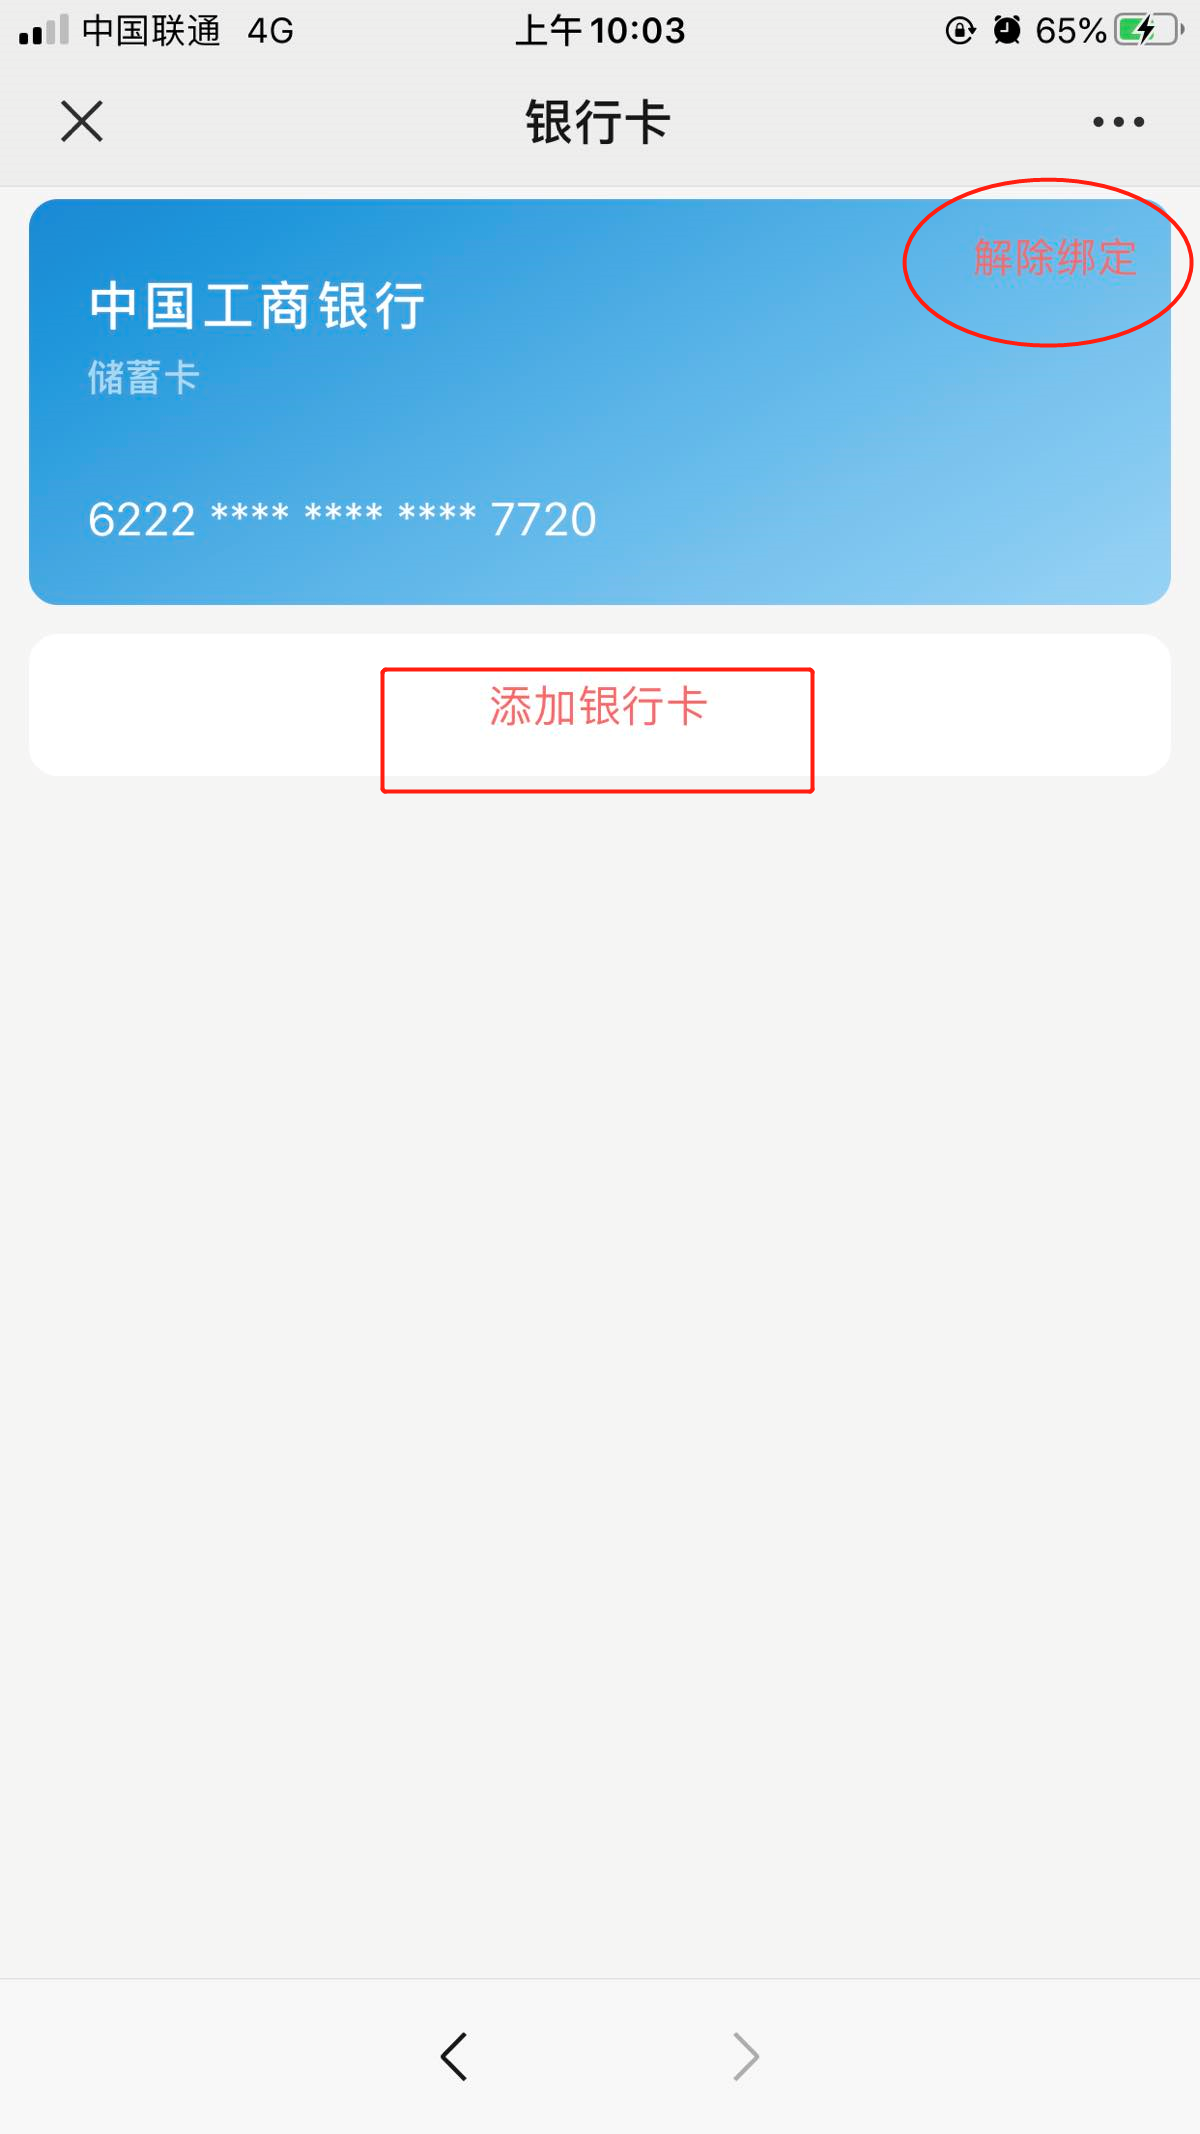 中国联通 4G 上午10:03 65%
银行卡
解除绑定
中国工商银行
储蓄卡
6222 **** **** **** 7720
添加银行卡